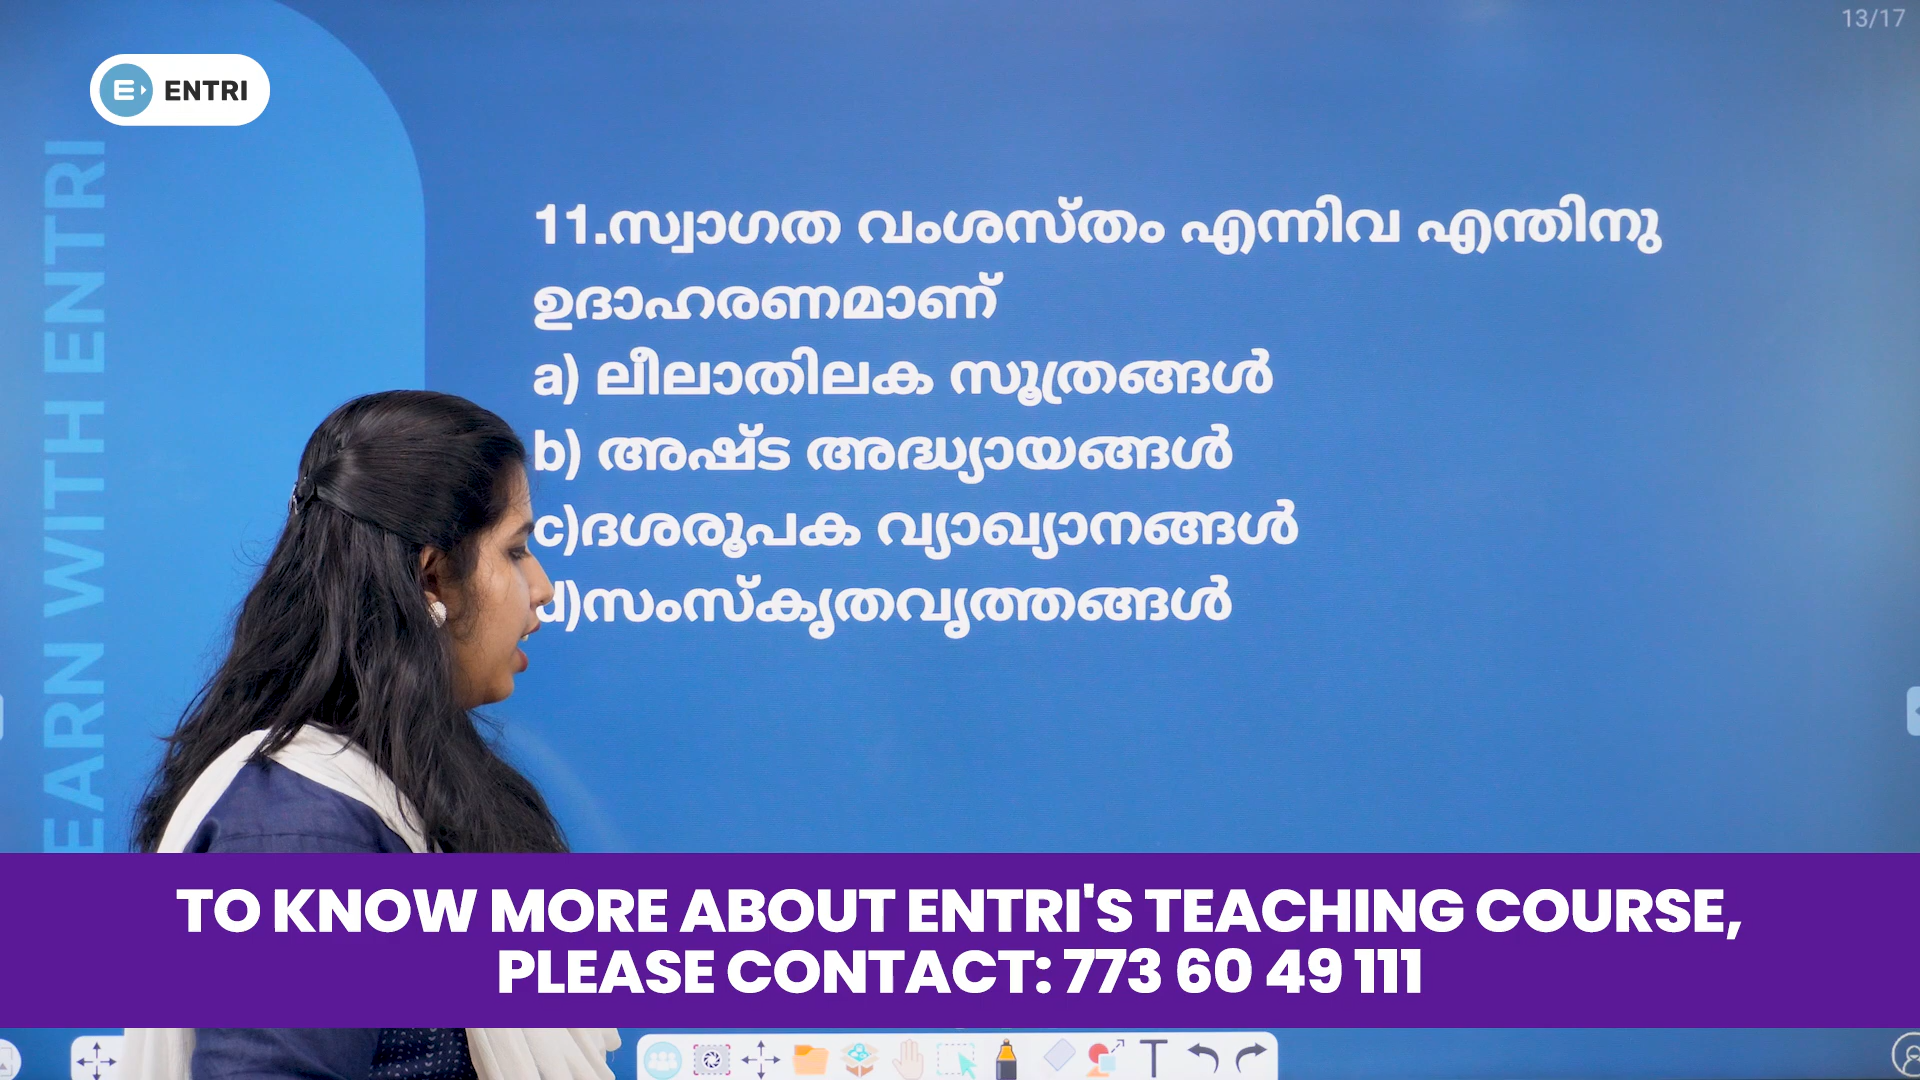 13/17
ENTRI
EARN WITH ENTRI
11.സ്വാഗത വംശസ്തം എന്നിവ എന്തിനു
ഉദാഹരണമാണ്
a) ലീലാതിലക സൂത്രങ്ങൾ
b) അഷ്ട അദ്ധ്യായങ്ങൾ
c)ദശരൂപക വ്യാഖ്യാനങ്ങൾ
d)സംസ്കൃതവൃത്തങ്ങൾ
TO KNOW MORE ABOUT ENTRI'S TEACHING COURSE,
PLEASE CONTACT: 773 60 49 111